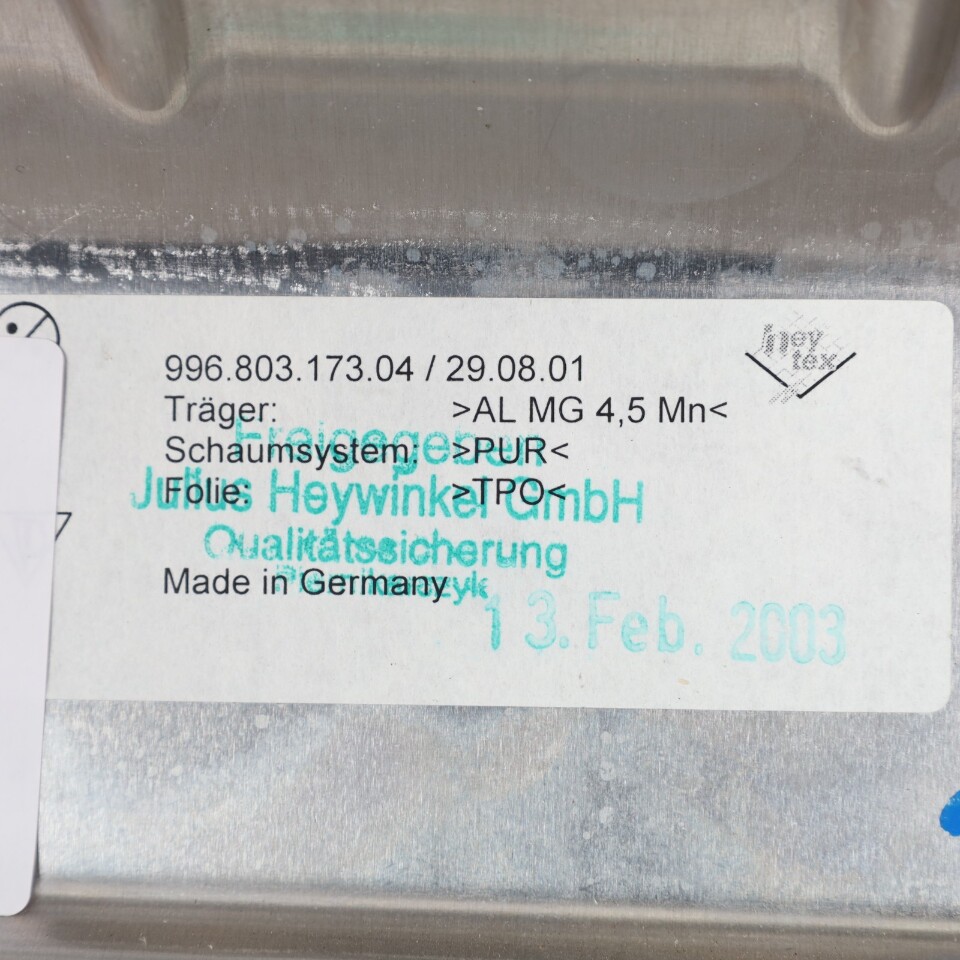 hey
tex
996.803.173.04 / 29.08.01
Träger: >AL MG 4,5 Mn<
Freigegeben
Schaumsystem: >PUR<
Folie: >TPO<
Julius Heywinkel GmbH
Qualitätssicherung
Made in Germany
13. Feb. 2003
7